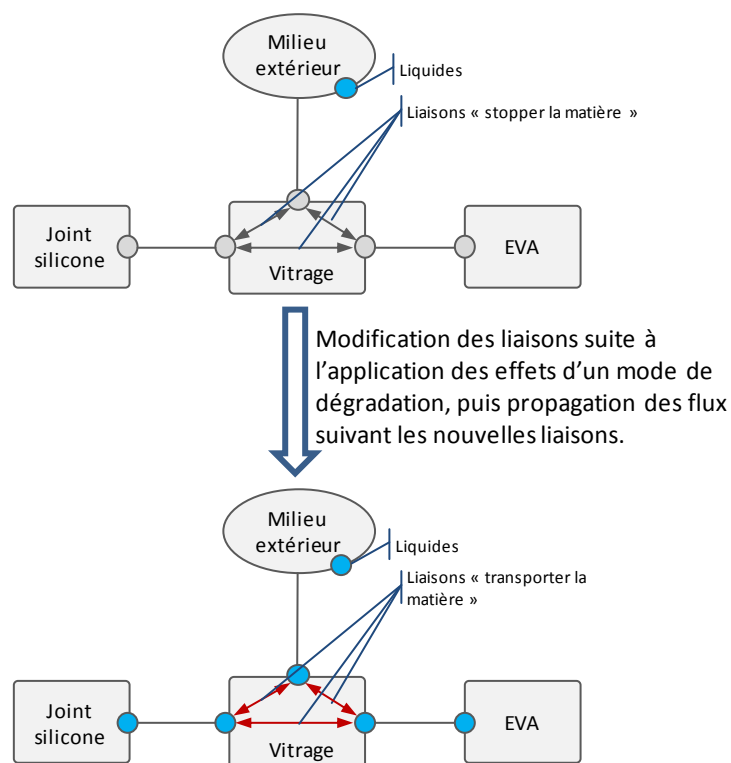 Milieu
extérieur
Liquides
Liaisons « stopper la matière »
Joint
silicone
Vitrage
EVA
Modification des liaisons suite à
l’application des effets d’un mode de
dégradation, puis propagation des flux
suivant les nouvelles liaisons.
Milieu
extérieur
Liquides
Liaisons « transporter la
matière »
Joint
silicone
Vitrage
EVA